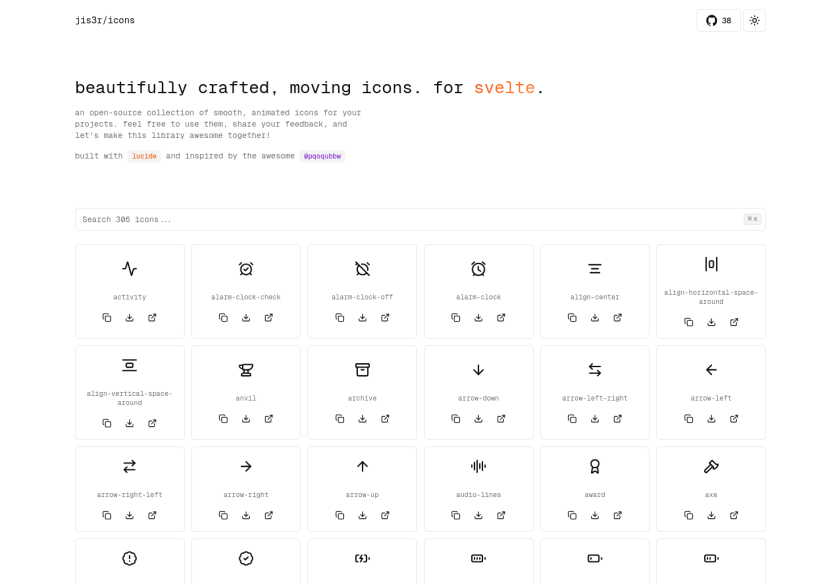 jis3r/icons
38
beautifully crafted, moving icons. for svelte.
an open-source collection of smooth, animated icons for your
projects. feel free to use them, share your feedback, and
let's make this library awesome together!
built with lucide and inspired by the awesome @pqoqubbw
Search 306 icons... ⌘K
activity
alarm-clock-check
alarm-clock-off
alarm-clock
align-center
align-horizontal-space-
around
align-vertical-space-
around
anvil
archive
arrow-down
arrow-left-right
arrow-left
arrow-right-left
arrow-right
arrow-up
audio-lines
award
axe